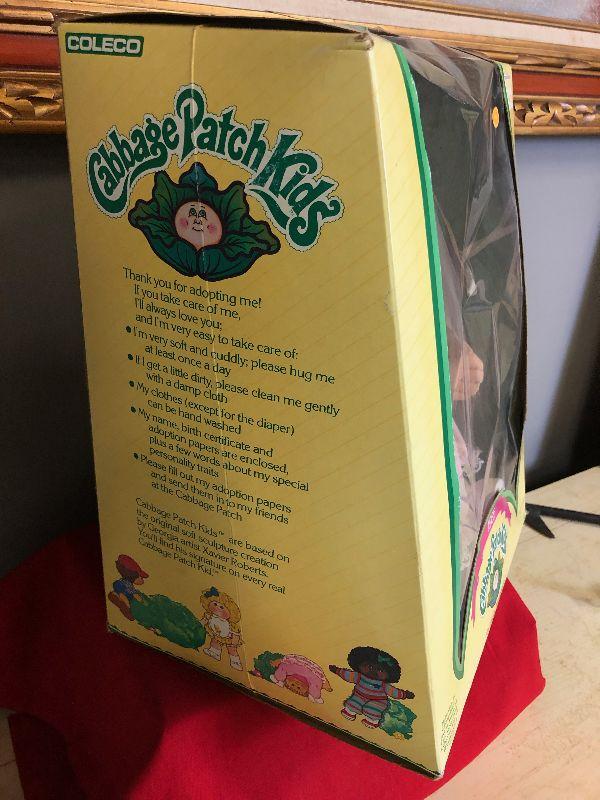 COLECO
Cabbage Patch Kids
Thank you for adopting me!
If you take care of me,
I'll always love you;
and I'm very easy to take care of:
• I'm very soft and cuddly; please hug me
at least once a day
• If I get a little dirty, please clean me gently
with a damp cloth
• My clothes (except for the diaper)
can be hand washed
• My name, birth certificate and
adoption papers are enclosed,
plus a few words about my special
personality traits
• Please fill out my adoption papers
and send them in to my friends
at the Cabbage Patch
Cabbage Patch Kids™ are based on
the original soft sculpture creation
by Georgia artist Xavier Roberts.
You'll find his signature on every real
Cabbage Patch Kid.™
Cabbage Patch Kids